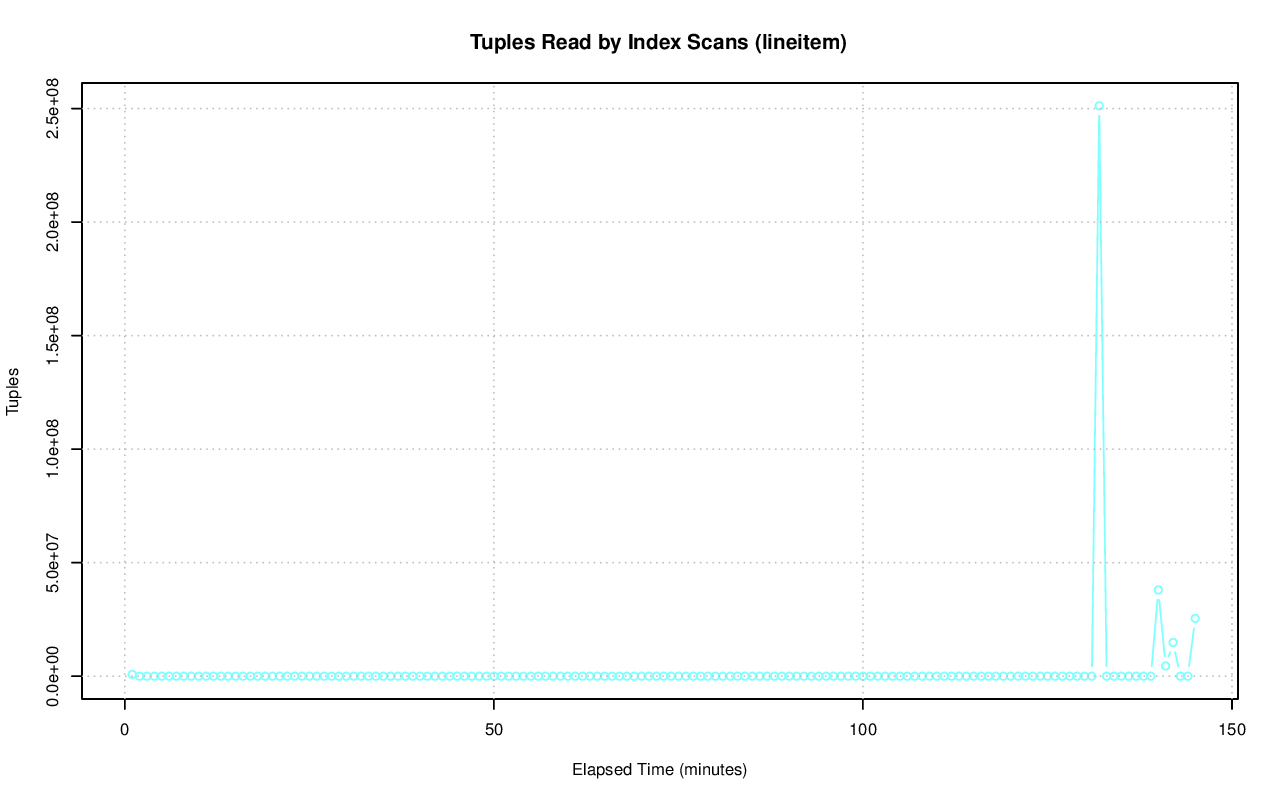 Tuples Read by Index Scans (lineitem)
2.5e+08
2.0e+08
1.5e+08
1.0e+08
5.0e+07
0.0e+00
Tuples
0 50 100 150
Elapsed Time (minutes)